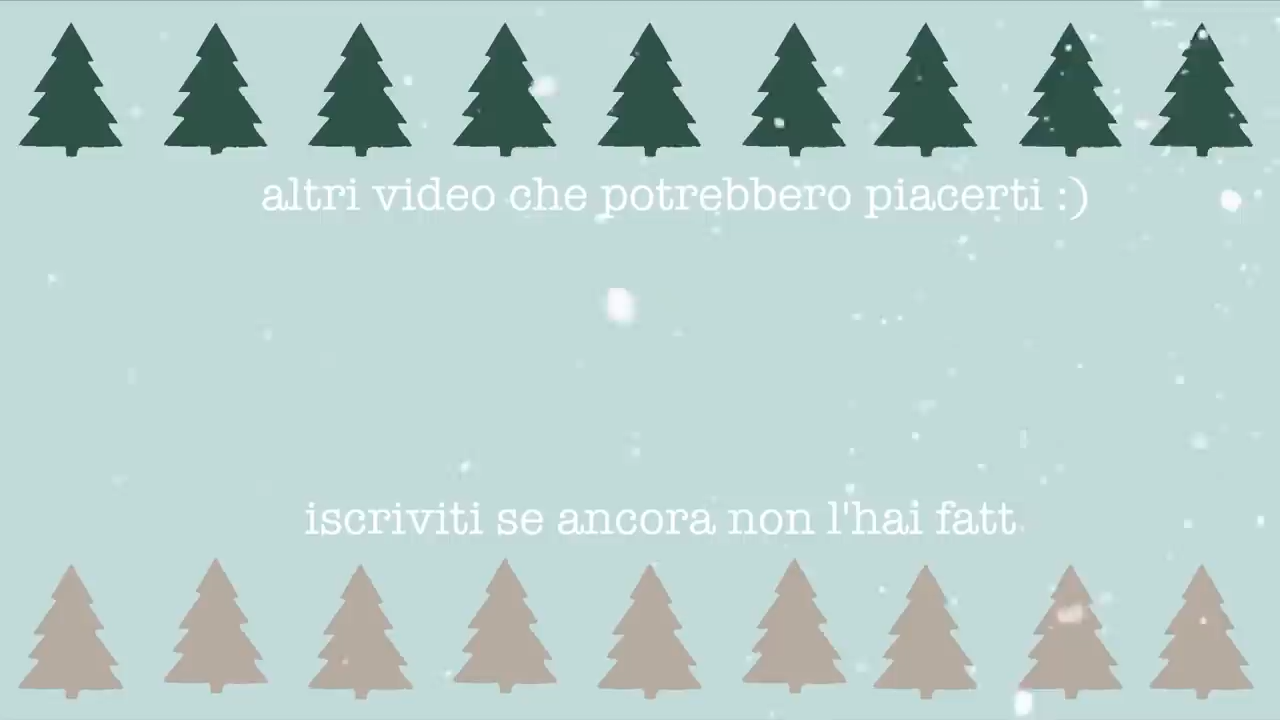 altri video che potrebbero piacerti :)
iscriviti se ancora non l'hai fatt